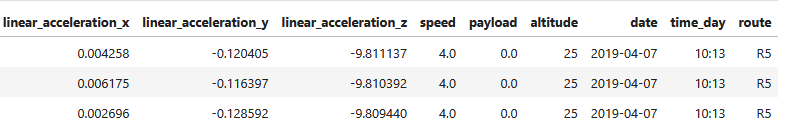 linear_acceleration_x linear_acceleration_y linear_acceleration_z speed payload altitude date time_day route
0.004258 -0.120405 -9.811137 4.0 0.0 25 2019-04-07 10:13 R5
0.006175 -0.116397 -9.810392 4.0 0.0 25 2019-04-07 10:13 R5
0.002696 -0.128592 -9.809440 4.0 0.0 25 2019-04-07 10:13 R5